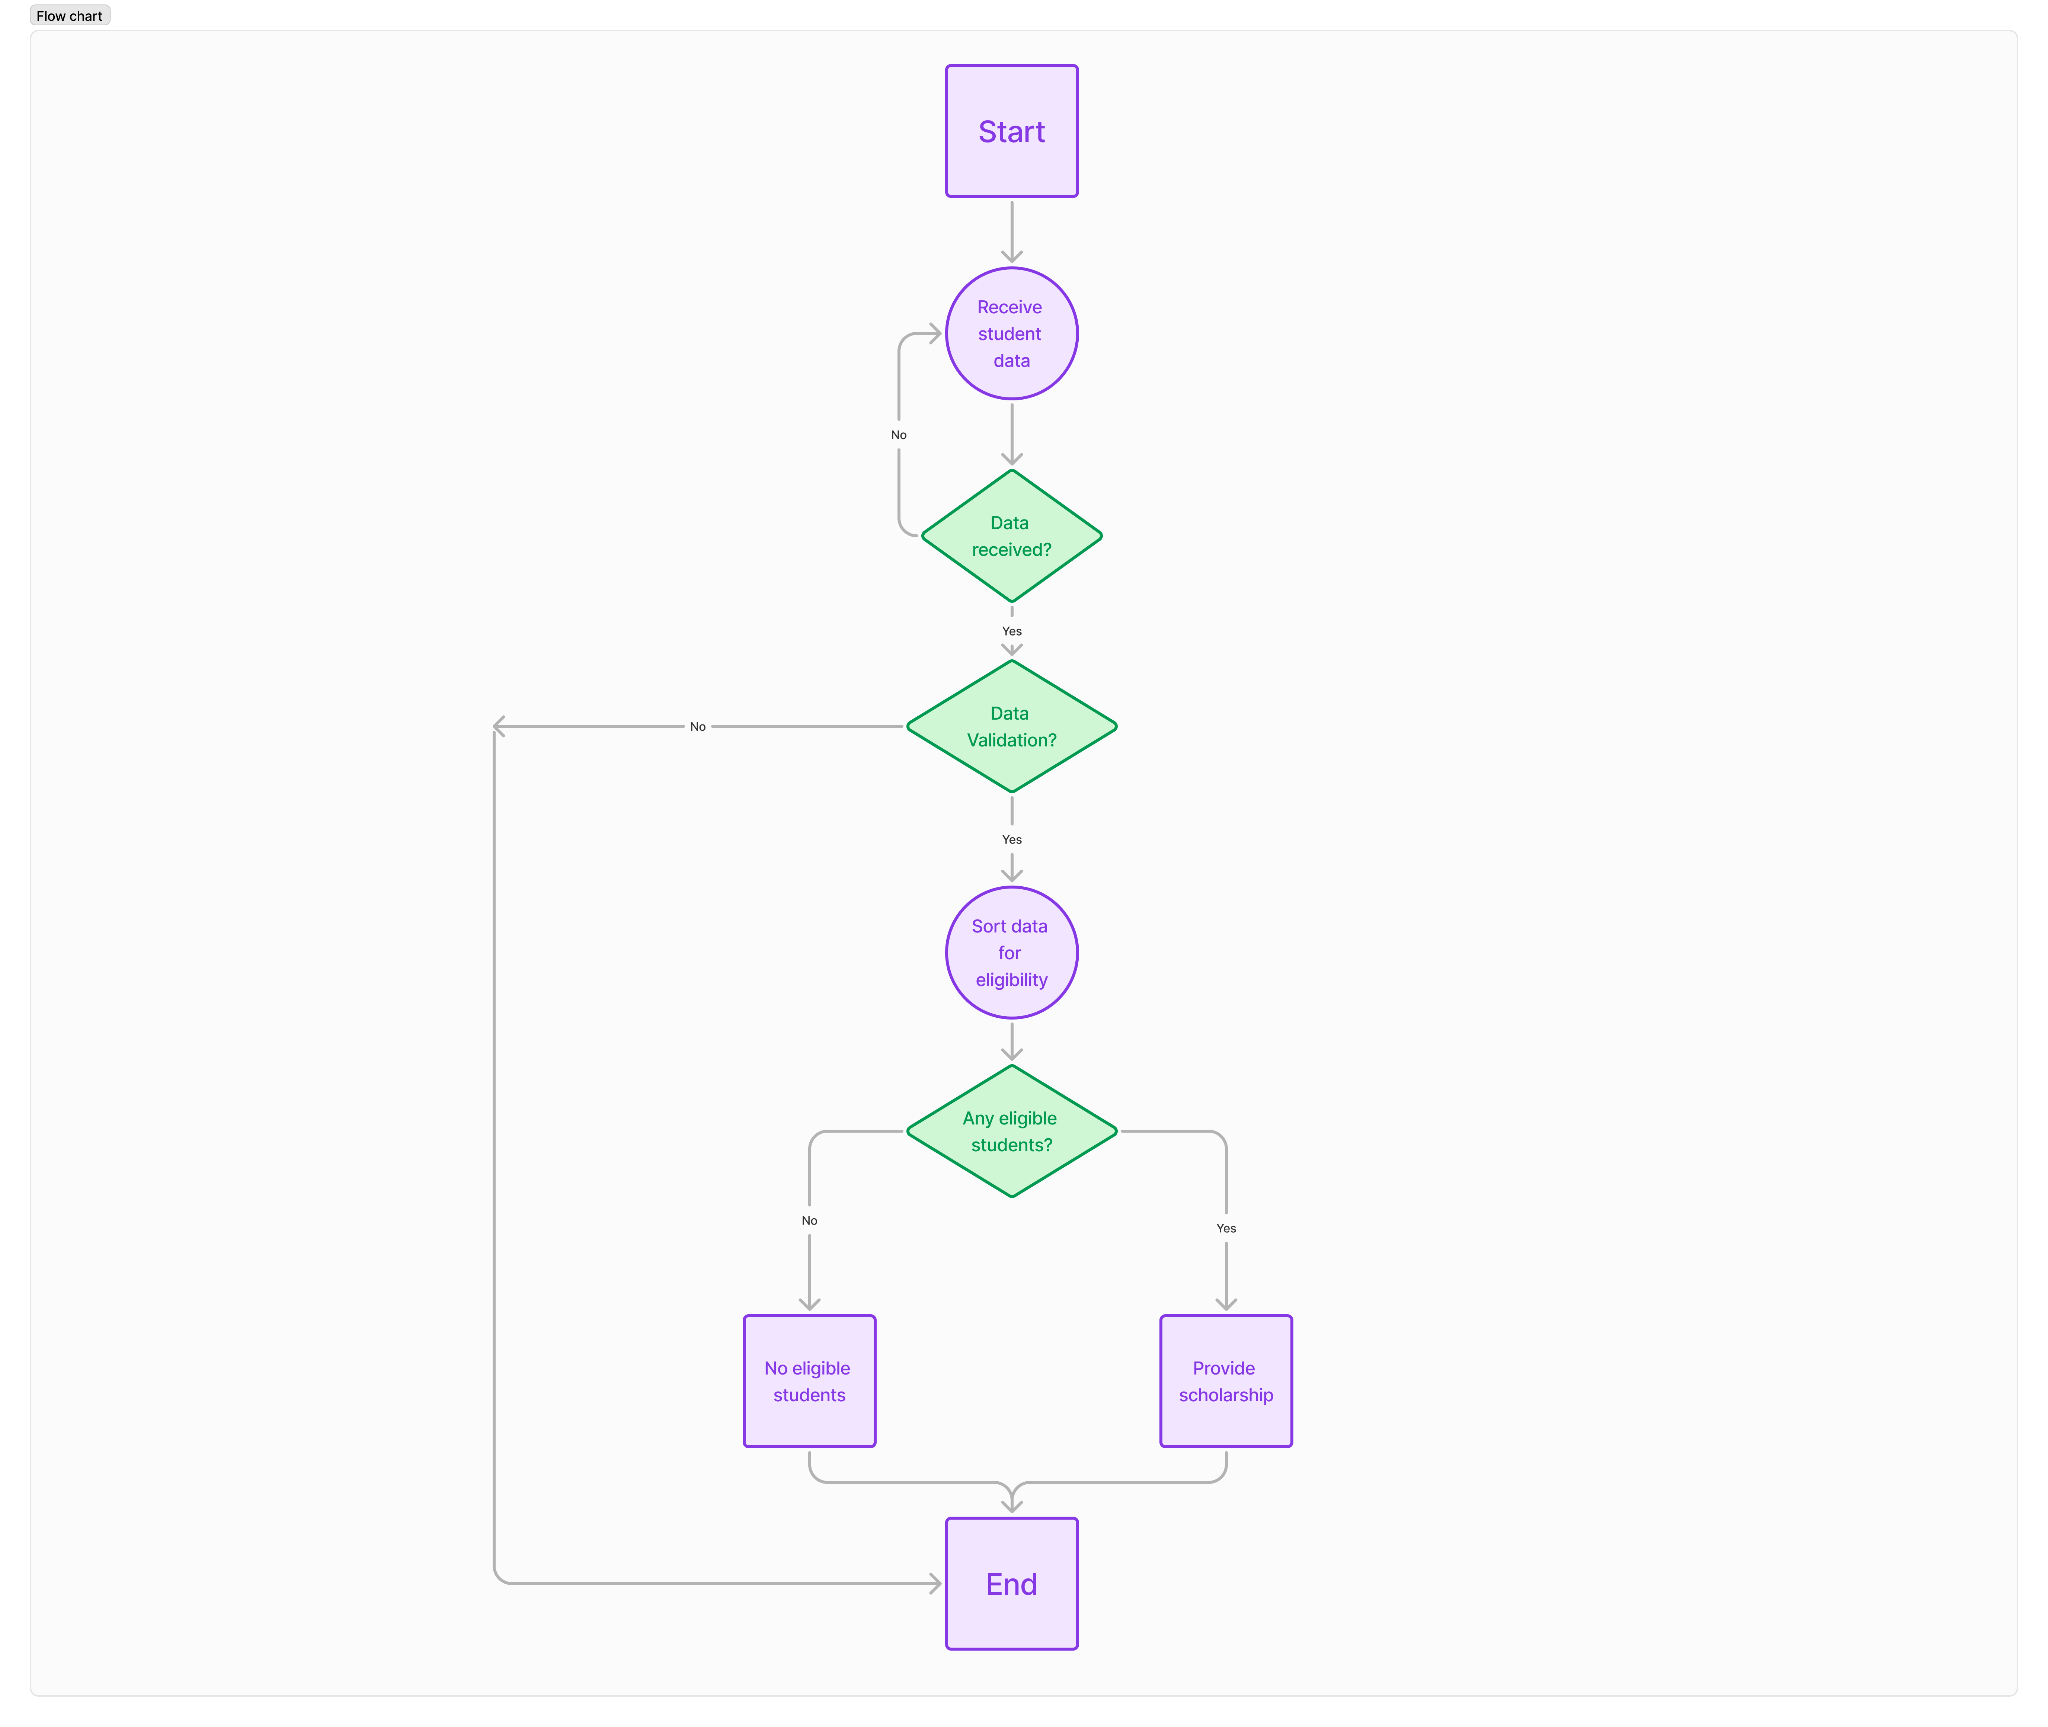 Flow chart
Start
Receive
student
data
No
Data
received?
Yes
Data
Validation?
No
Yes
Sort data
for
eligibility
Any eligible
students?
No
Yes
No eligible
students
Provide
scholarship
End